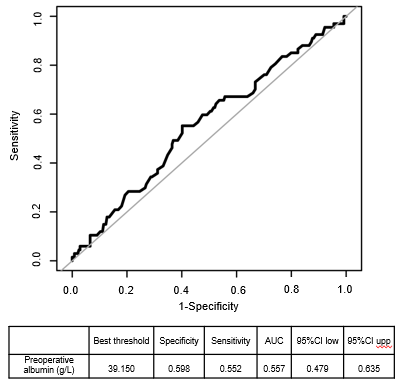 1.0
0.8
0.6
0.4
0.2
0.0
Sensitivity
0.0 0.2 0.4 0.6 0.8 1.0
1-Specificity
Best threshold Specificity Sensitivity AUC 95%CI low 95%CI upp
Preoperative
albumin (g/L) 39.150 0.598 0.552 0.557 0.479 0.635